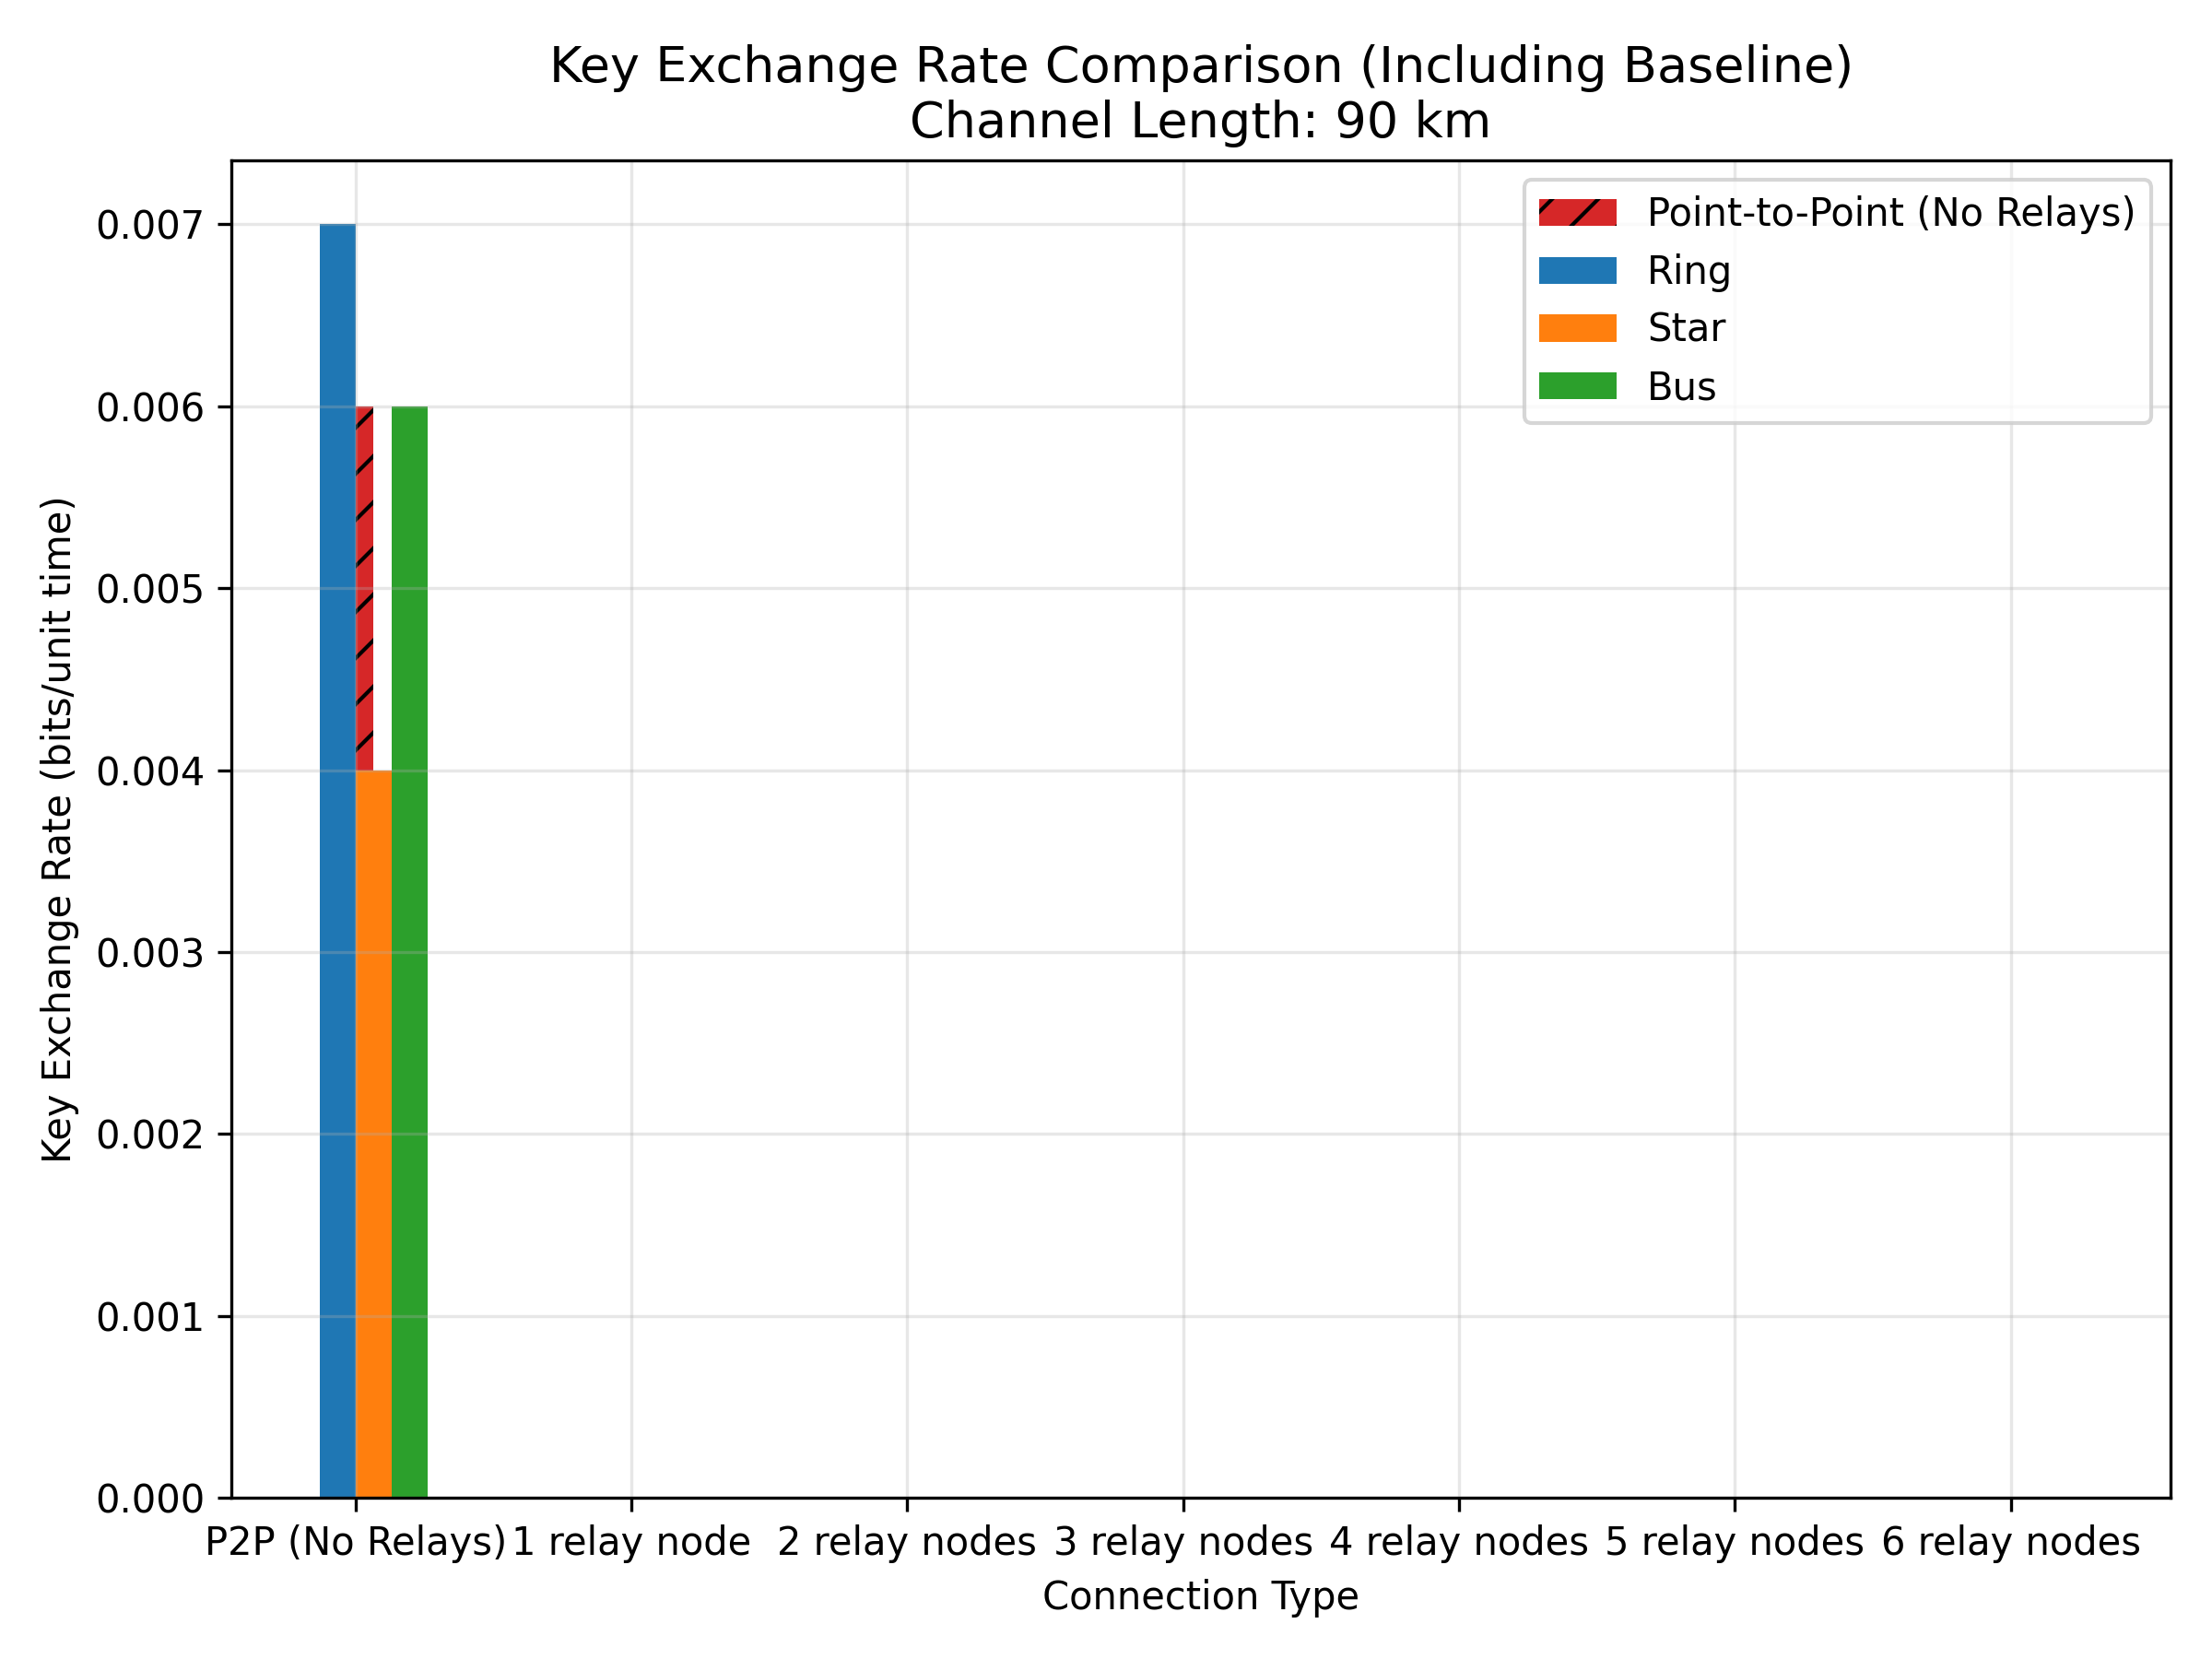 Key Exchange Rate Comparison (Including Baseline)
Channel Length: 90 km
Point-to-Point (No Relays)
Ring
Star
Bus
Key Exchange Rate (bits/unit time)
0.007
0.006
0.005
0.004
0.003
0.002
0.001
0.000
P2P (No Relays) 1 relay node 2 relay nodes 3 relay nodes 4 relay nodes 5 relay nodes 6 relay nodes
Connection Type